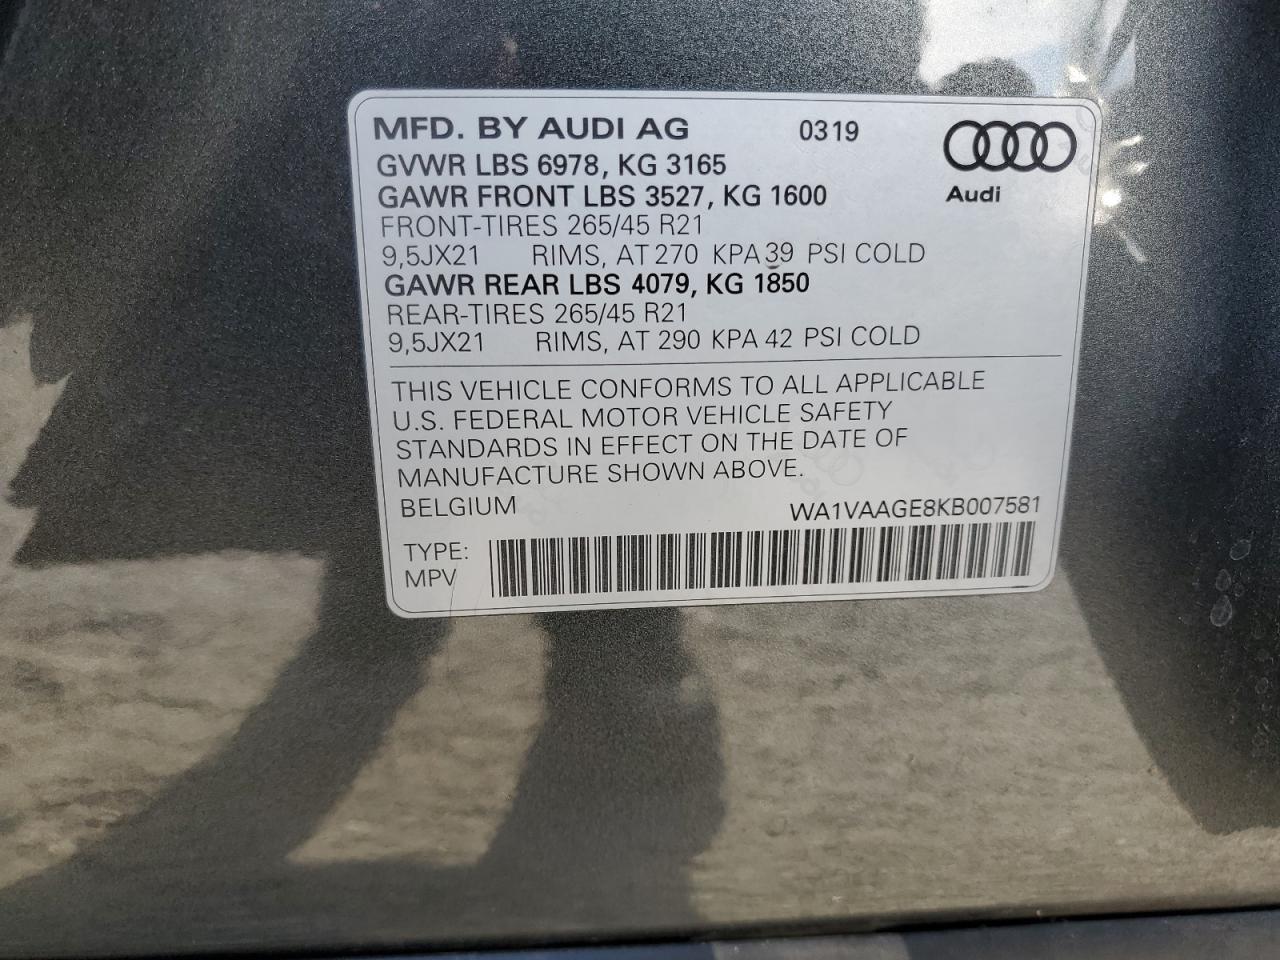 MFD. BY AUDI AG 0319
GVWR LBS 6978, KG 3165
GAWR FRONT LBS 3527, KG 1600
Audi
FRONT-TIRES 265/45 R21
9,5JX21 RIMS, AT 270 KPA 39 PSI COLD
GAWR REAR LBS 4079, KG 1850
REAR-TIRES 265/45 R21
9,5JX21 RIMS, AT 290 KPA 42 PSI COLD
THIS VEHICLE CONFORMS TO ALL APPLICABLE
U.S. FEDERAL MOTOR VEHICLE SAFETY
STANDARDS IN EFFECT ON THE DATE OF
MANUFACTURE SHOWN ABOVE.
BELGIUM WA1VAAGE8KB007581
TYPE:
MPV